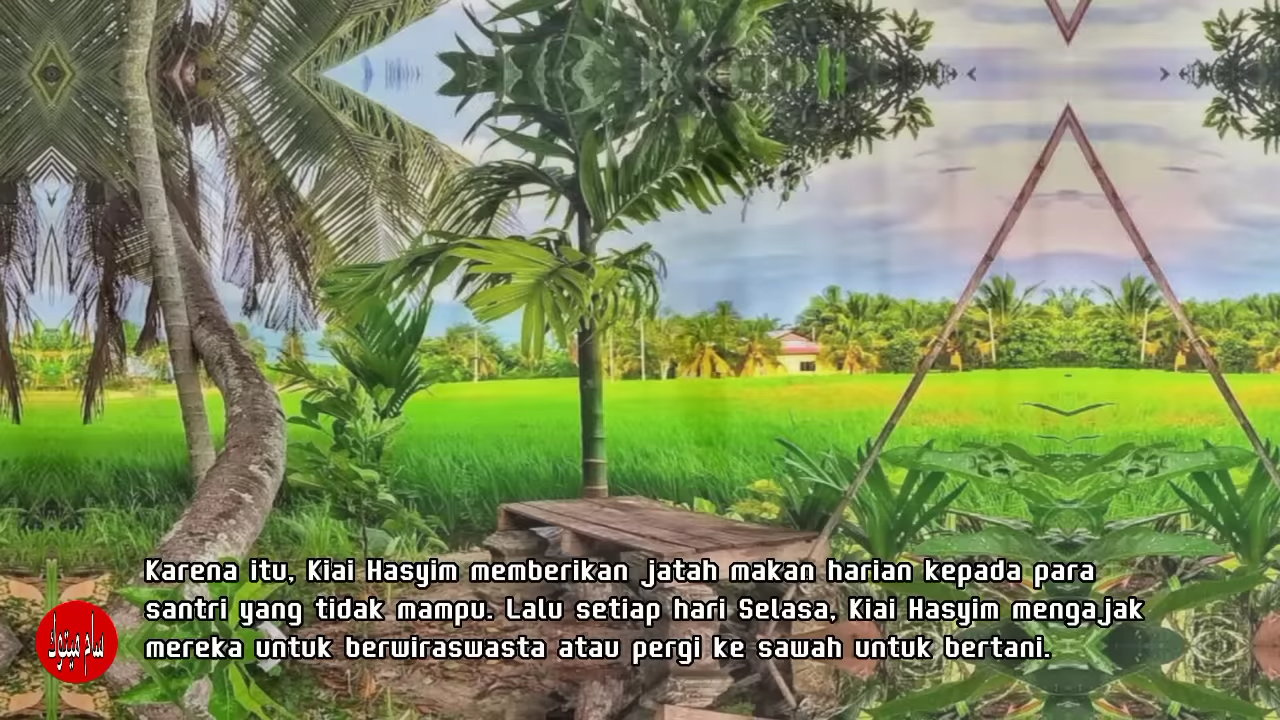 Karena itu, Kiai Hasyim memberikan jatah makan harian kepada para
santri yang tidak mampu. Lalu setiap hari Selasa, Kiai Hasyim mengajak
mereka untuk berwiraswasta atau pergi ke sawah untuk bertani.